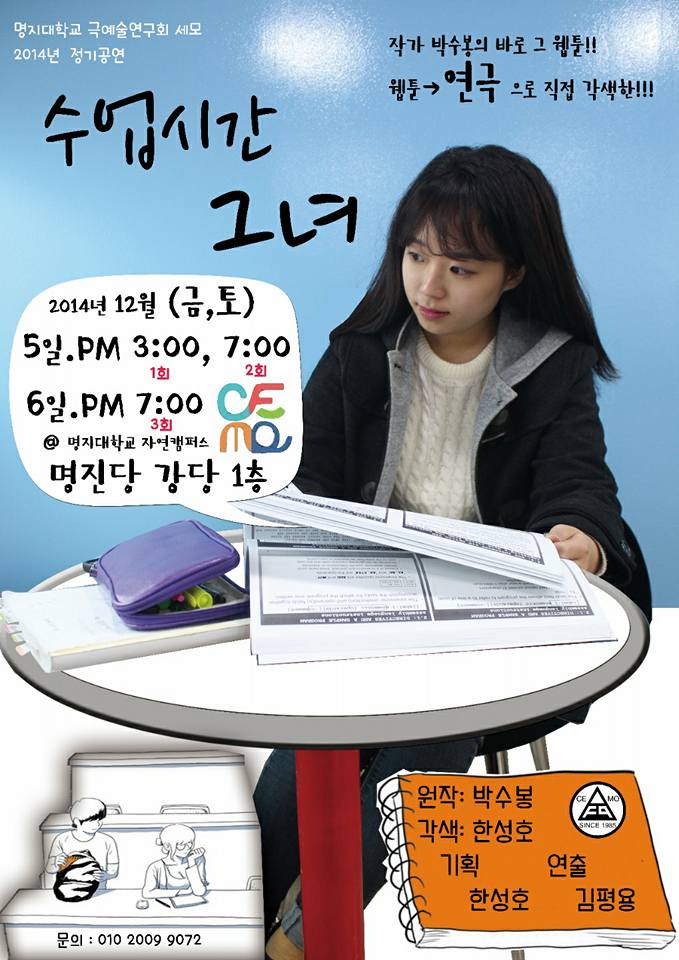 명지대학교 극예술연구회 세모
2014년 정기공연
작가 박수봉의 바로 그 웹툰!!
웹툰→연극 으로 직접 각색한!!!
수업시간
그녀
2014년 12월 (금,토)
5일.PM 3:00, 7:00
1회 2회
6일.PM 7:00
3회
CEMO
@ 명지대학교 자연캠퍼스
명진당 강당 1층
원작: 박수봉
각색: 한성호
기획 연출
한성호 김평용
CE MO
SINCE 1985
문의 : 010 2009 9072